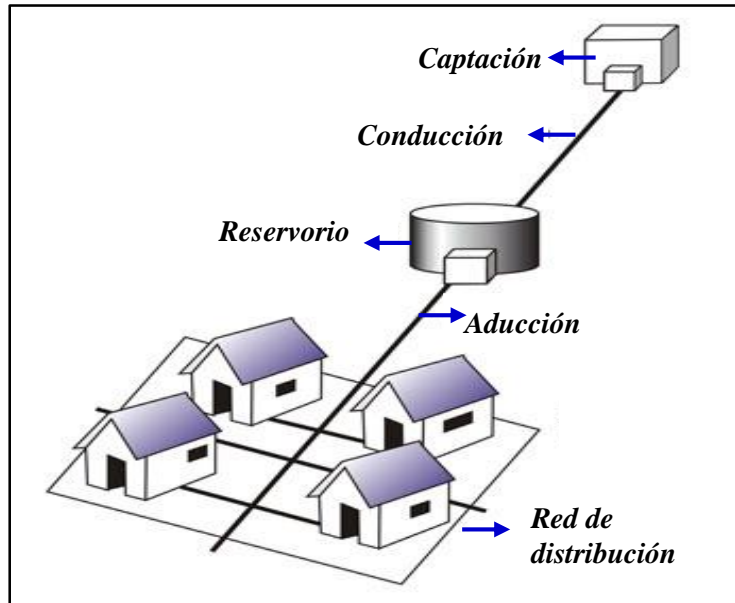 Captación
Conducción
Reservorio
Aducción
Red de
distribución